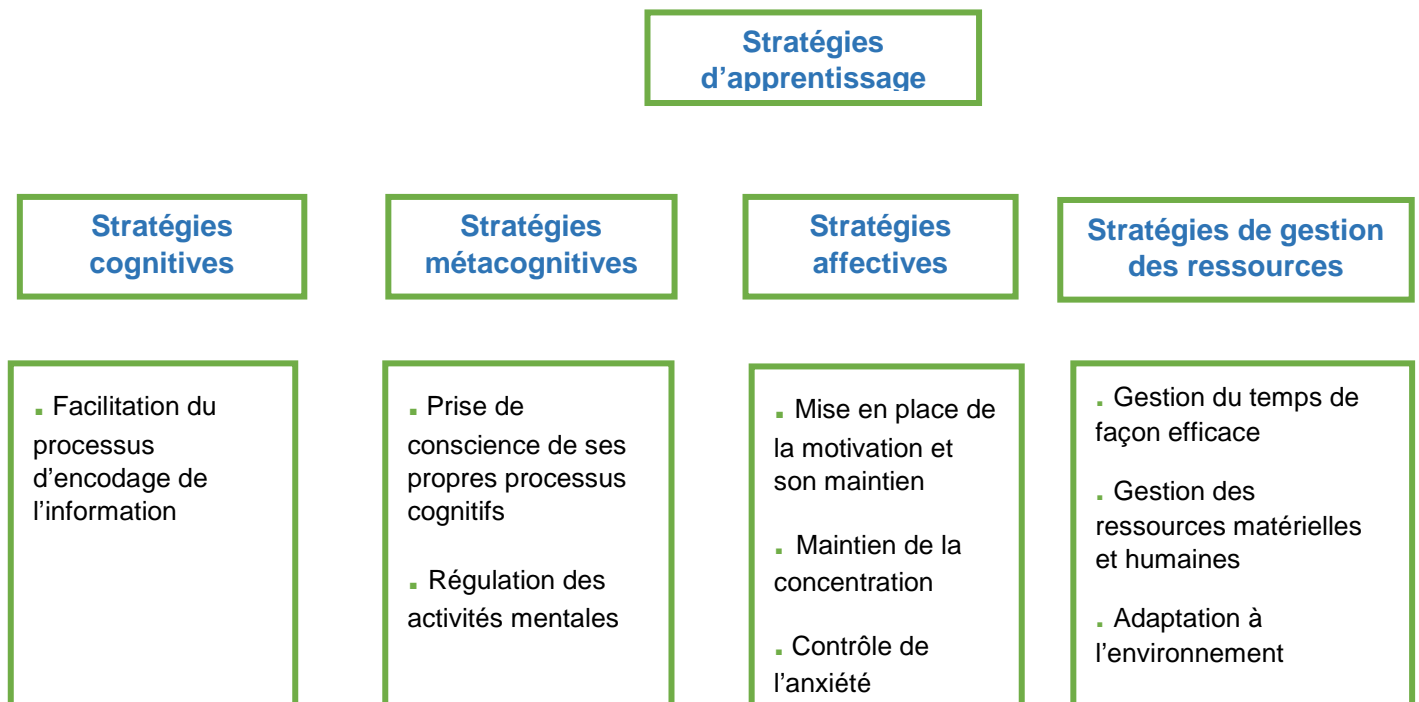 Stratégies
d’apprentissage
Stratégies
cognitives
Stratégies
métacognitives
Stratégies
affectives
Stratégies de gestion
des ressources
. Facilitation du
processus
d’encodage de
l’information
. Prise de
conscience de ses
propres processus
cognitifs
. Régulation des
activités mentales
. Mise en place de
la motivation et
son maintien
. Maintien de la
concentration
. Contrôle de
l’anxiété
. Gestion du temps de
façon efficace
. Gestion des
ressources matérielles
et humaines
. Adaptation à
l’environnement